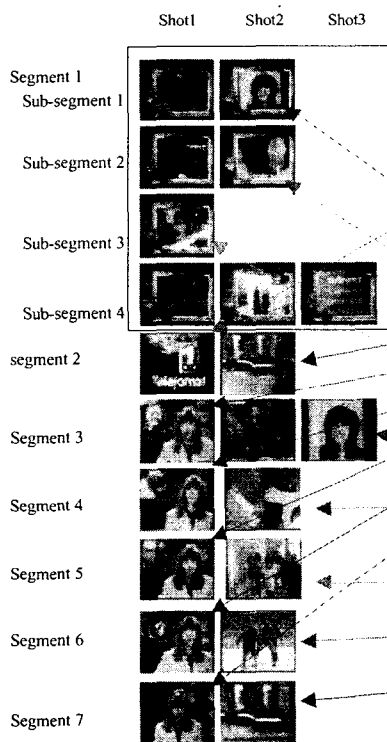 Shot1 Shot2 Shot3
Segment 1
Sub-segment 1
Sub-segment 2
Sub-segment 3
Sub-segment 4
segment 2
Segment 3
Segment 4
Segment 5
Segment 6
Segment 7